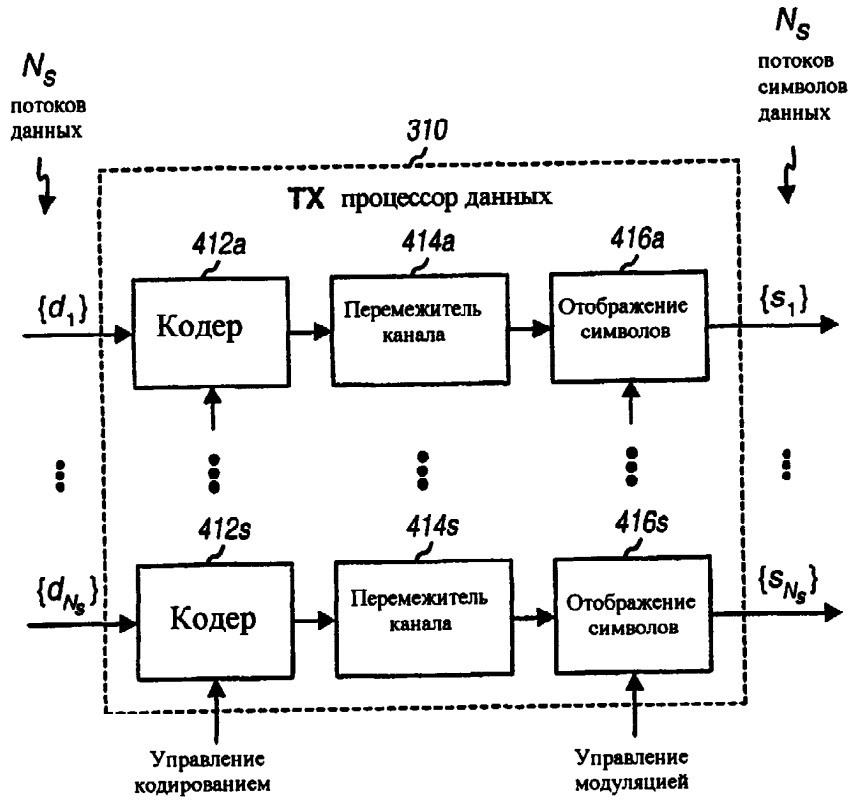 N_S
потоков
данных
N_S
потоков
символов
данных
310
TX процессор данных
412a
414a
416a
{d_1}
Кодер
Перемежитель
канала
Отображение
символов
{s_1}
412s
414s
416s
{d_{N_S}}
Кодер
Перемежитель
канала
Отображение
символов
{s_{N_S}}
Управление
кодированием
Управление
модуляцией